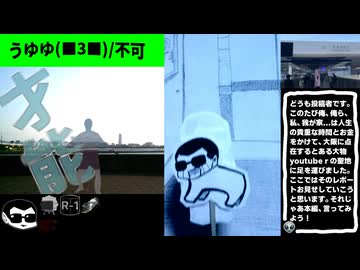 うゆゆ(■3■)/不可
才
能
R-1
どうも投稿者です。
このたび俺、俺ら、
私、我が家...は人生
の貴重な時間とお金
をかけて、大阪に点
在するとある大物
youtubeｒの聖地
に足を運びました。
ここではそのレポー
トお見せしていこう
と思います。それじ
ゃあ本編、言ってみ
よう！